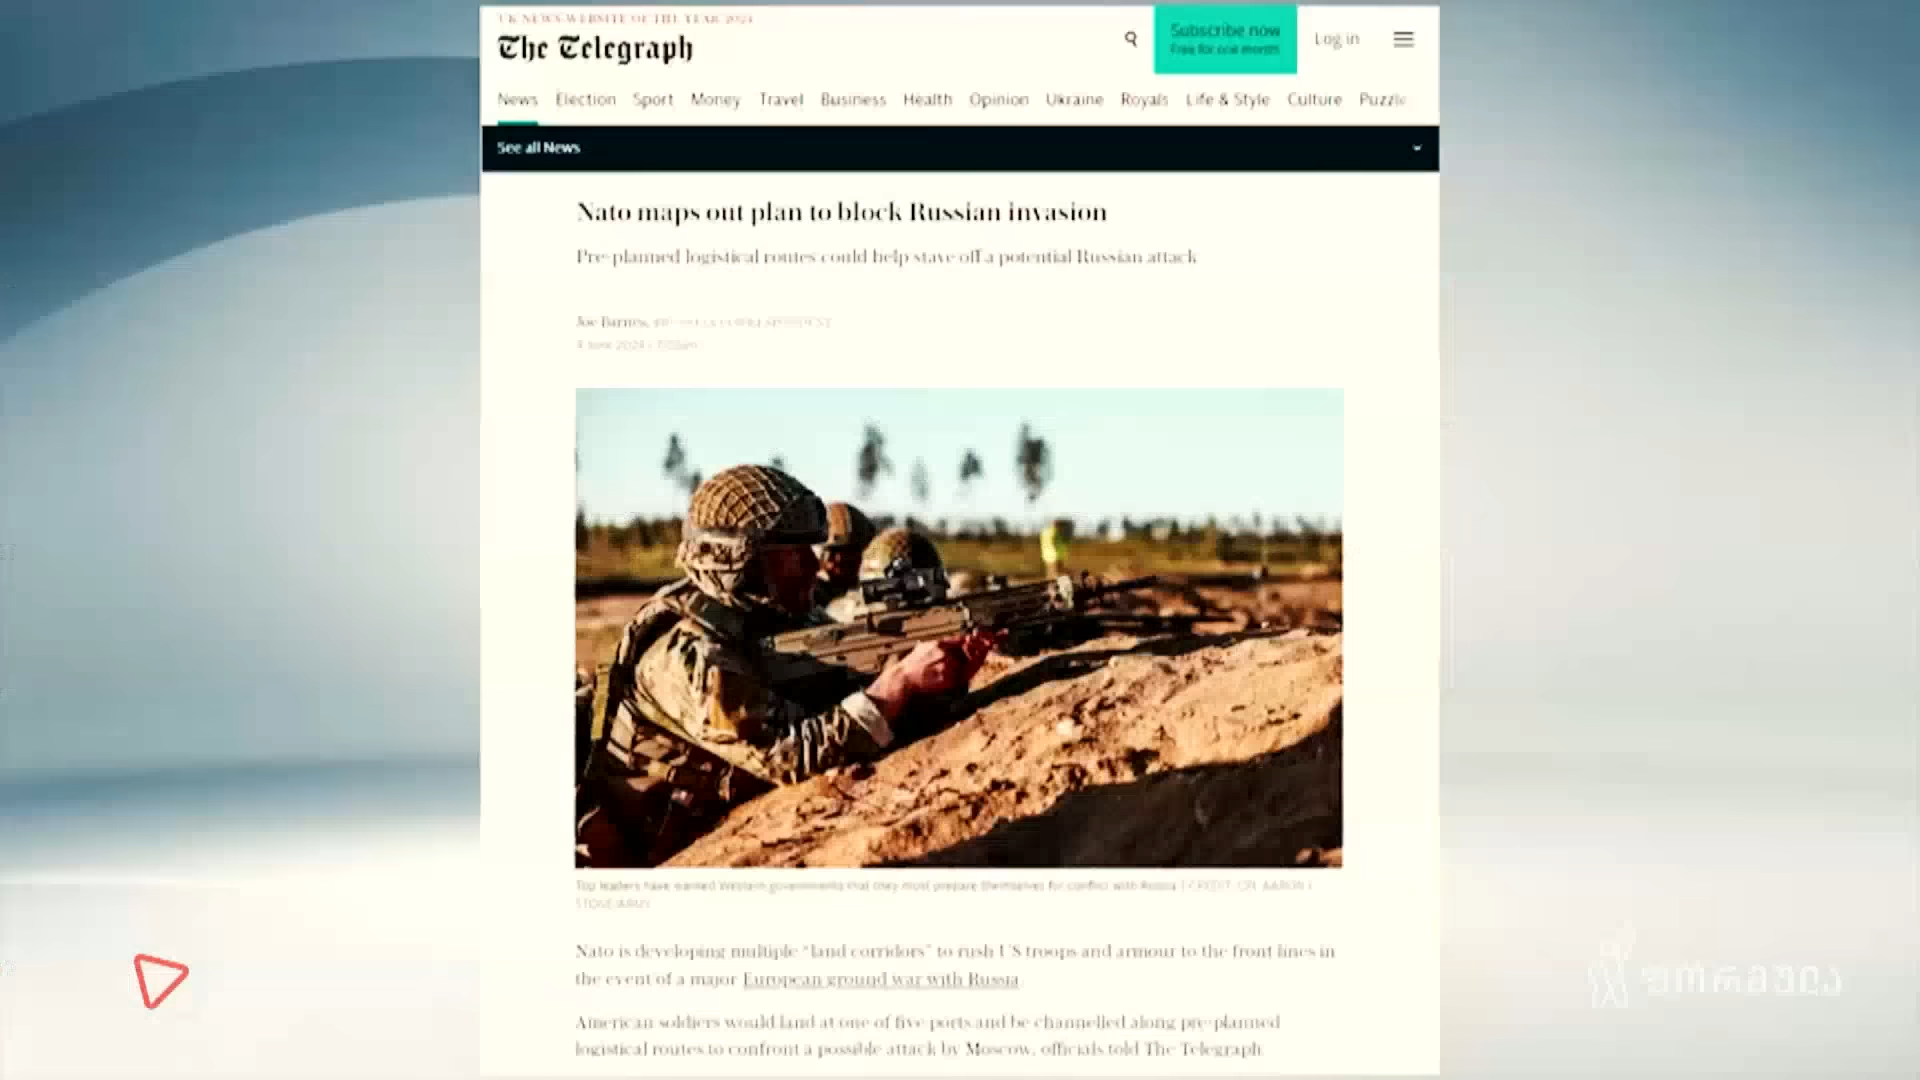 UK NEWS WEBSITE OF THE YEAR 2024
The Telegraph
Subscribe now
Free for one month
Log in
News Election Sport Money Travel Business Health Opinion Ukraine Royals Life & Style Culture Puzzle
See all News
Nato maps out plan to block Russian invasion
Pre-planned logistical routes could help stave off a potential Russian attack
Joe Barnes, BRUSSELS CORRESPONDENT
4 June 2024
Top leaders have warned Western governments that they must prepare themselves for conflict with Russia | CREDIT: CPL AARON J
STONE/ARMY
Nato is developing multiple “land corridors” to rush US troops and armour to the front lines in
the event of a major European ground war with Russia.
American soldiers would land at one of five ports and be channelled along pre-planned
logistical routes to confront a possible attack by Moscow, officials told The Telegraph.
ფორმულა